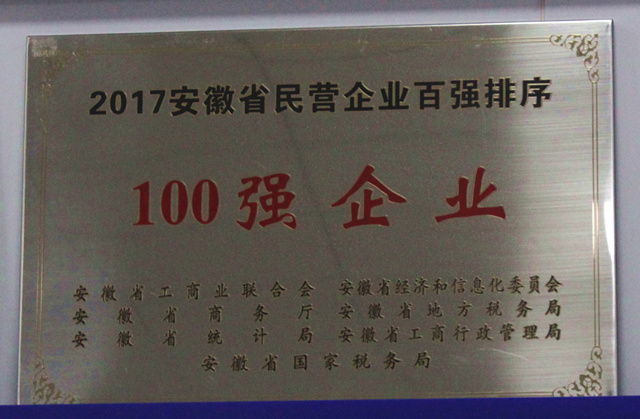 2017安徽省民营企业百强排序
100强企业
安徽省工商业联合会 安徽省经济和信息化委员会
安徽省商务厅 安徽省地方税务局
安徽省统计局 安徽省工商行政管理局
安徽省国家税务局